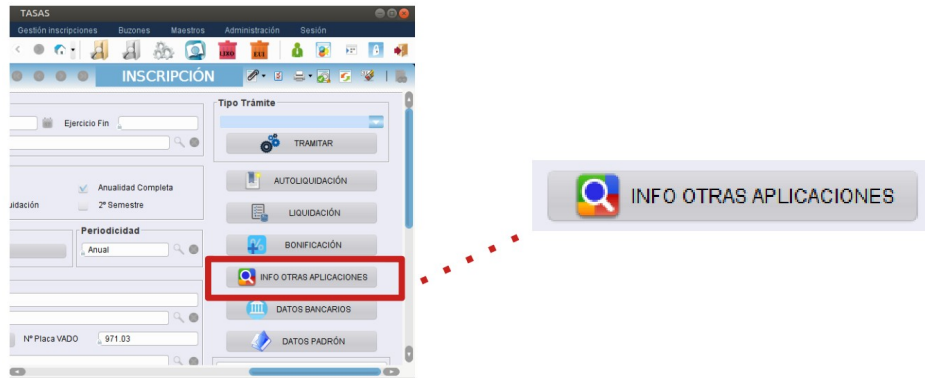 TASAS
Gestión inscripciones Buzones Maestros Administración Sesión
INSCRIPCIÓN
Tipo Trámite
Ejercicio Fin
TRAMITAR
AUTOLIQUIDACIÓN
Anualidad Completa
uidación 2º Semestre
LIQUIDACIÓN
Periodicidad
Anual
BONIFICACIÓN
INFO OTRAS APLICACIONES
INFO OTRAS APLICACIONES
DATOS BANCARIOS
Nº Placa VADO 971.03
DATOS PADRÓN